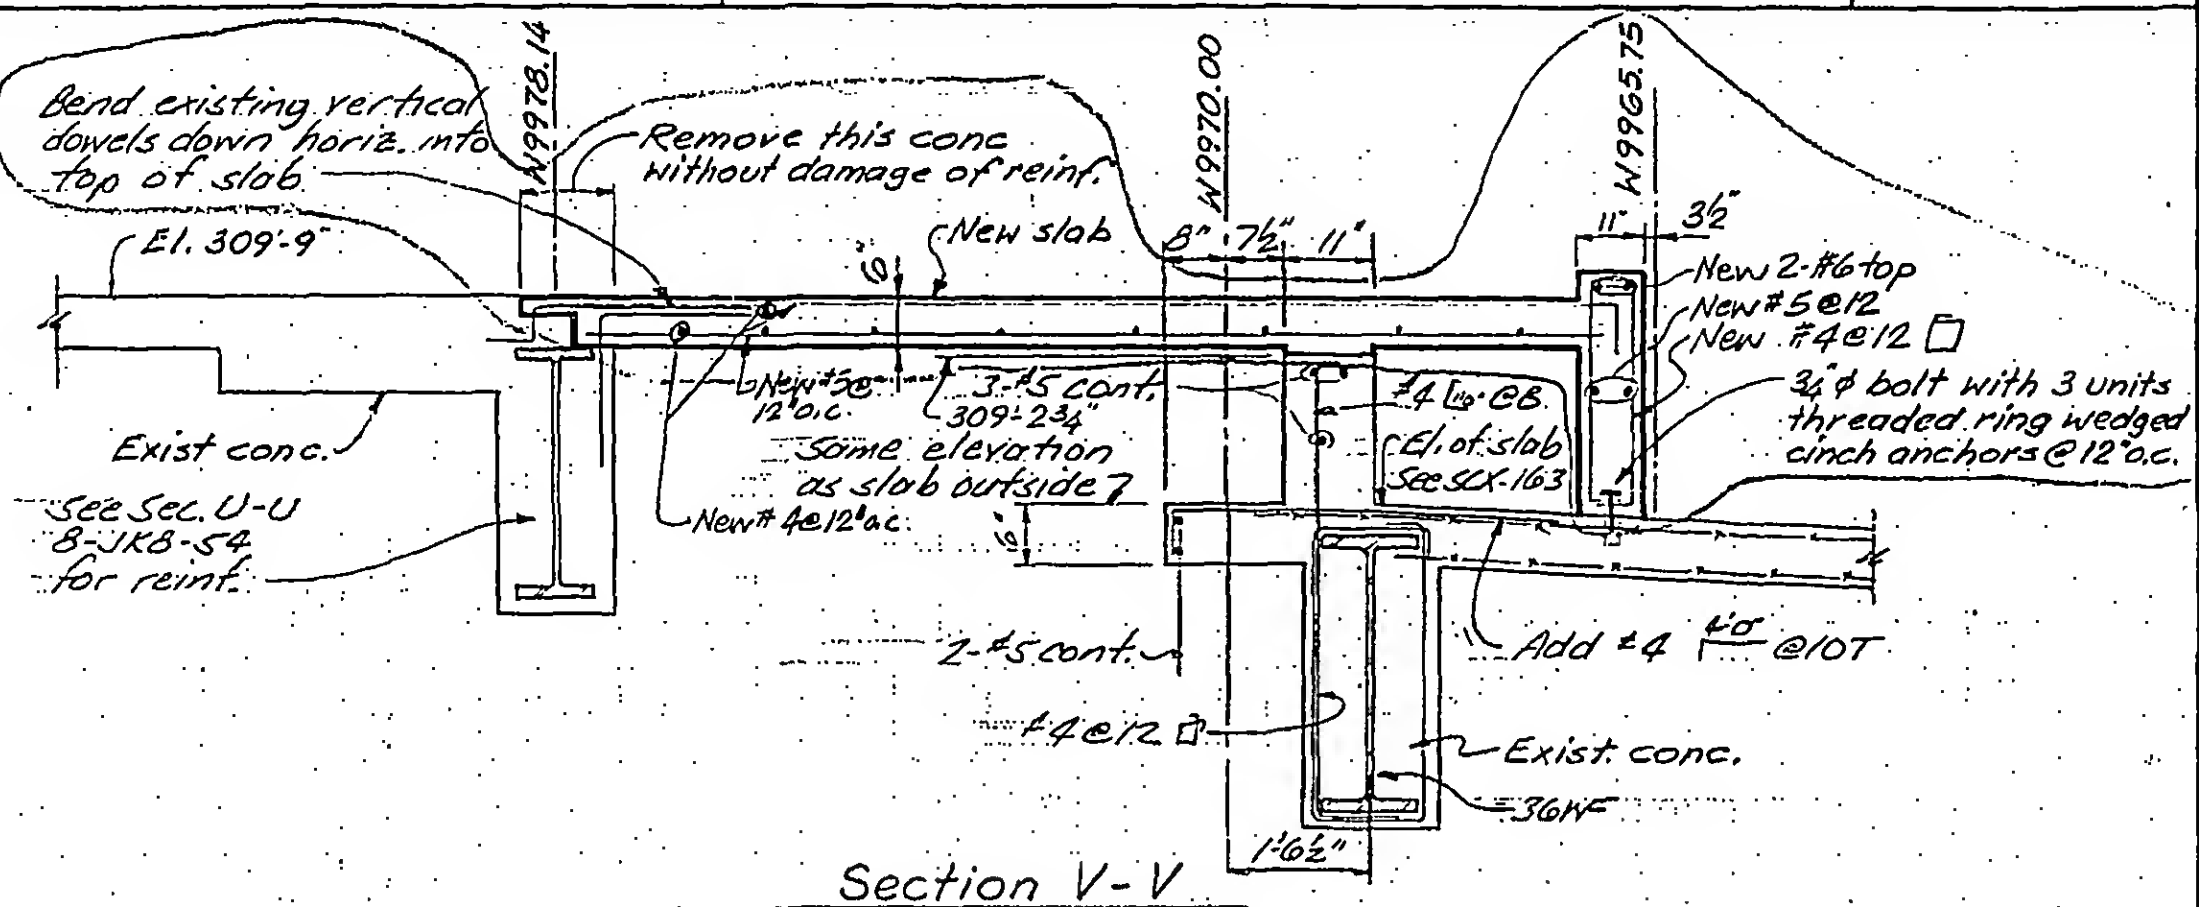 W9978.14
W9970.00
W9965.75
Bend existing vertical
dowels down horiz. into
top of slab
Remove this conc
without damage of reinf.
El. 309'-9"
New slab
6"
8" 7½" 11"
11" 3½"
New 2-#6 top
New #5@12
New #4@12
¾"φ bolt with 3 units
threaded ring wedged
cinch anchors @ 12"o.c.
New #5@
12"o.c.
3-#5 cont.
309'-2¾"
Same elevation
as slab outside
#4 @8
El. of slab
See SCX-163
Exist conc.
See Sec. U-U
8-JK8-54
for reinf.
New #4@12"o.c.
6"
2-#5 cont.
Add #4 4'0" @10T
#4@12
Exist. conc.
36WF
1'-6½"
Section V-V